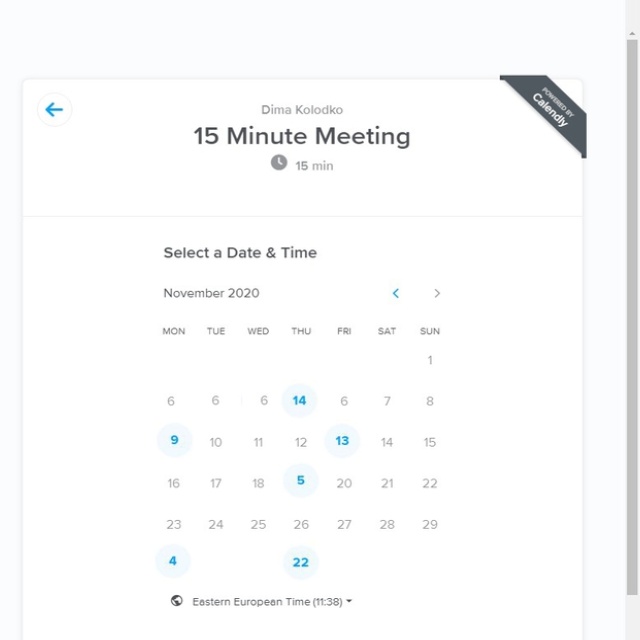 POWERED BY
Calendly
Dima Kolodko
15 Minute Meeting
15 min
Select a Date & Time
November 2020 < >
MON TUE WED THU FRI SAT SUN
1
6 6 6 14 6 7 8
9 10 11 12 13 14 15
16 17 18 5 20 21 22
23 24 25 26 27 28 29
4 22
Eastern European Time (11:38)